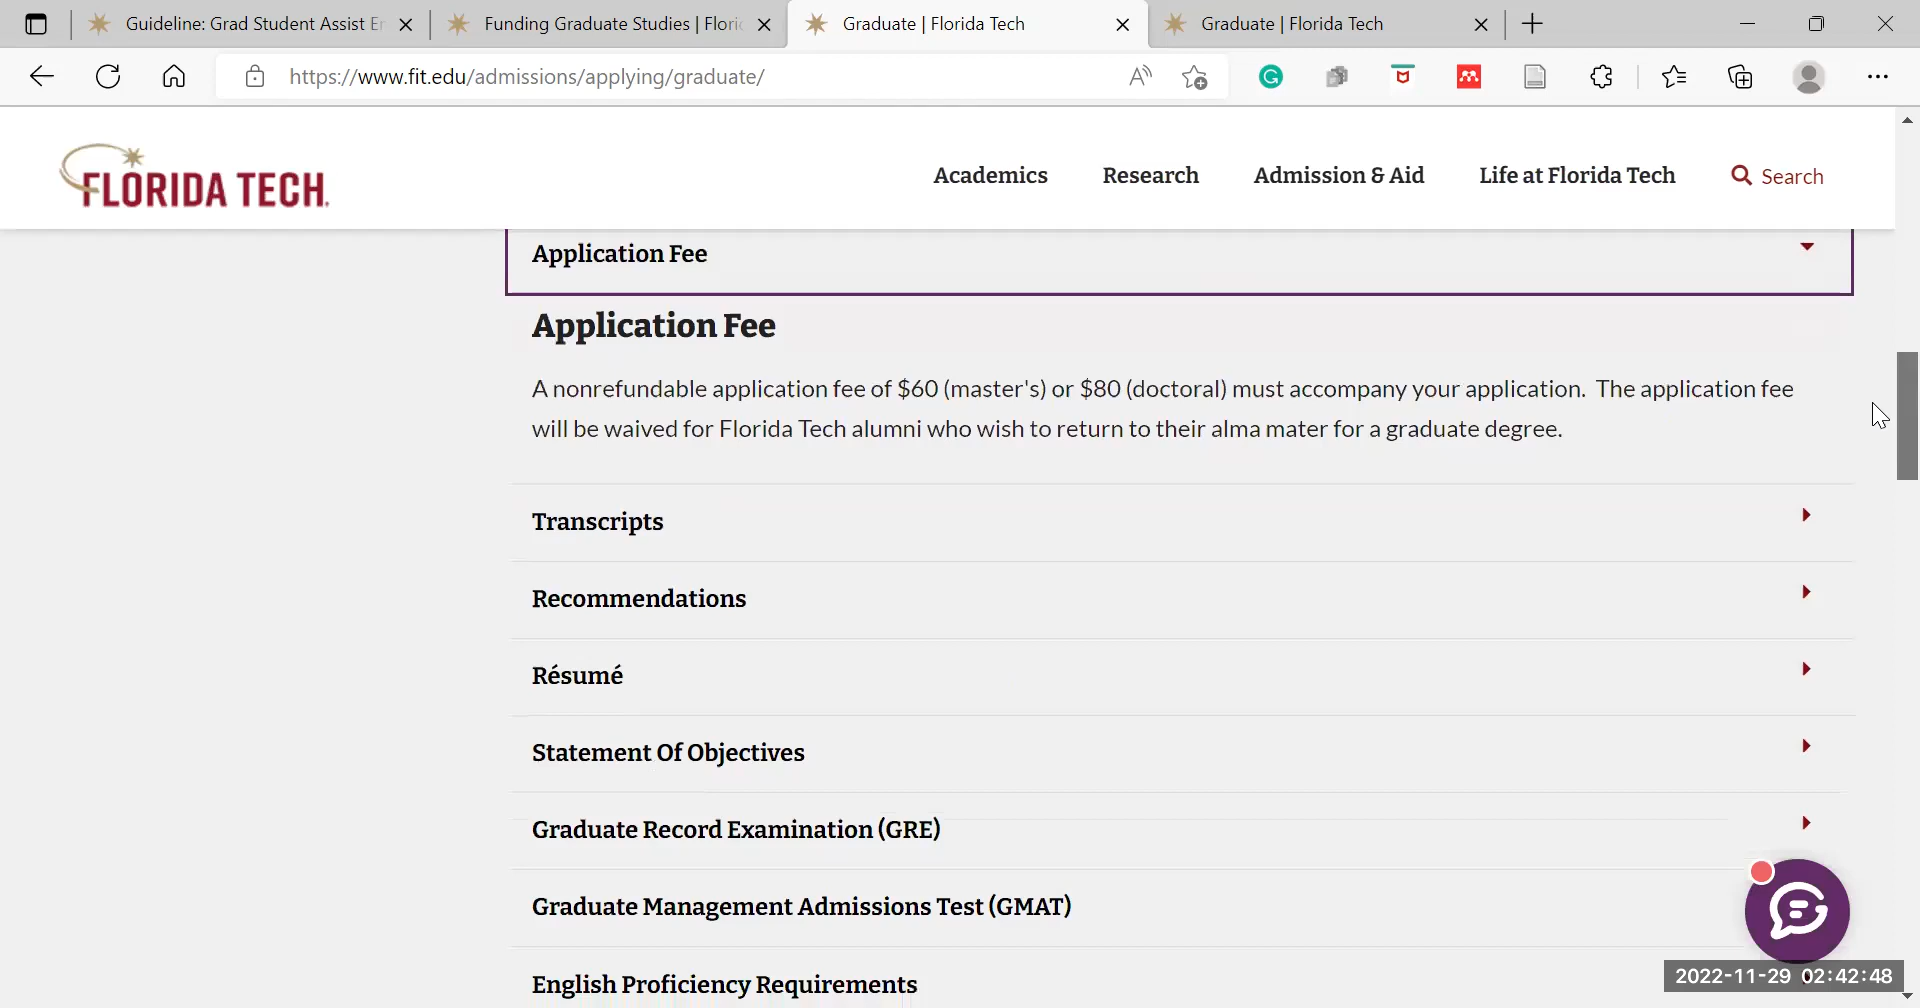 Guideline: Grad Student Assist Er
Funding Graduate Studies | Flori
Graduate | Florida Tech
Graduate | Florida Tech
https://www.fit.edu/admissions/applying/graduate/
FLORIDA TECH.
Academics
Research
Admission & Aid
Life at Florida Tech
Search
Application Fee
Application Fee
A nonrefundable application fee of $60 (master's) or $80 (doctoral) must accompany your application. The application fee
will be waived for Florida Tech alumni who wish to return to their alma mater for a graduate degree.
Transcripts
Recommendations
Résumé
Statement Of Objectives
Graduate Record Examination (GRE)
Graduate Management Admissions Test (GMAT)
English Proficiency Requirements
2022-11-29 02:42:48